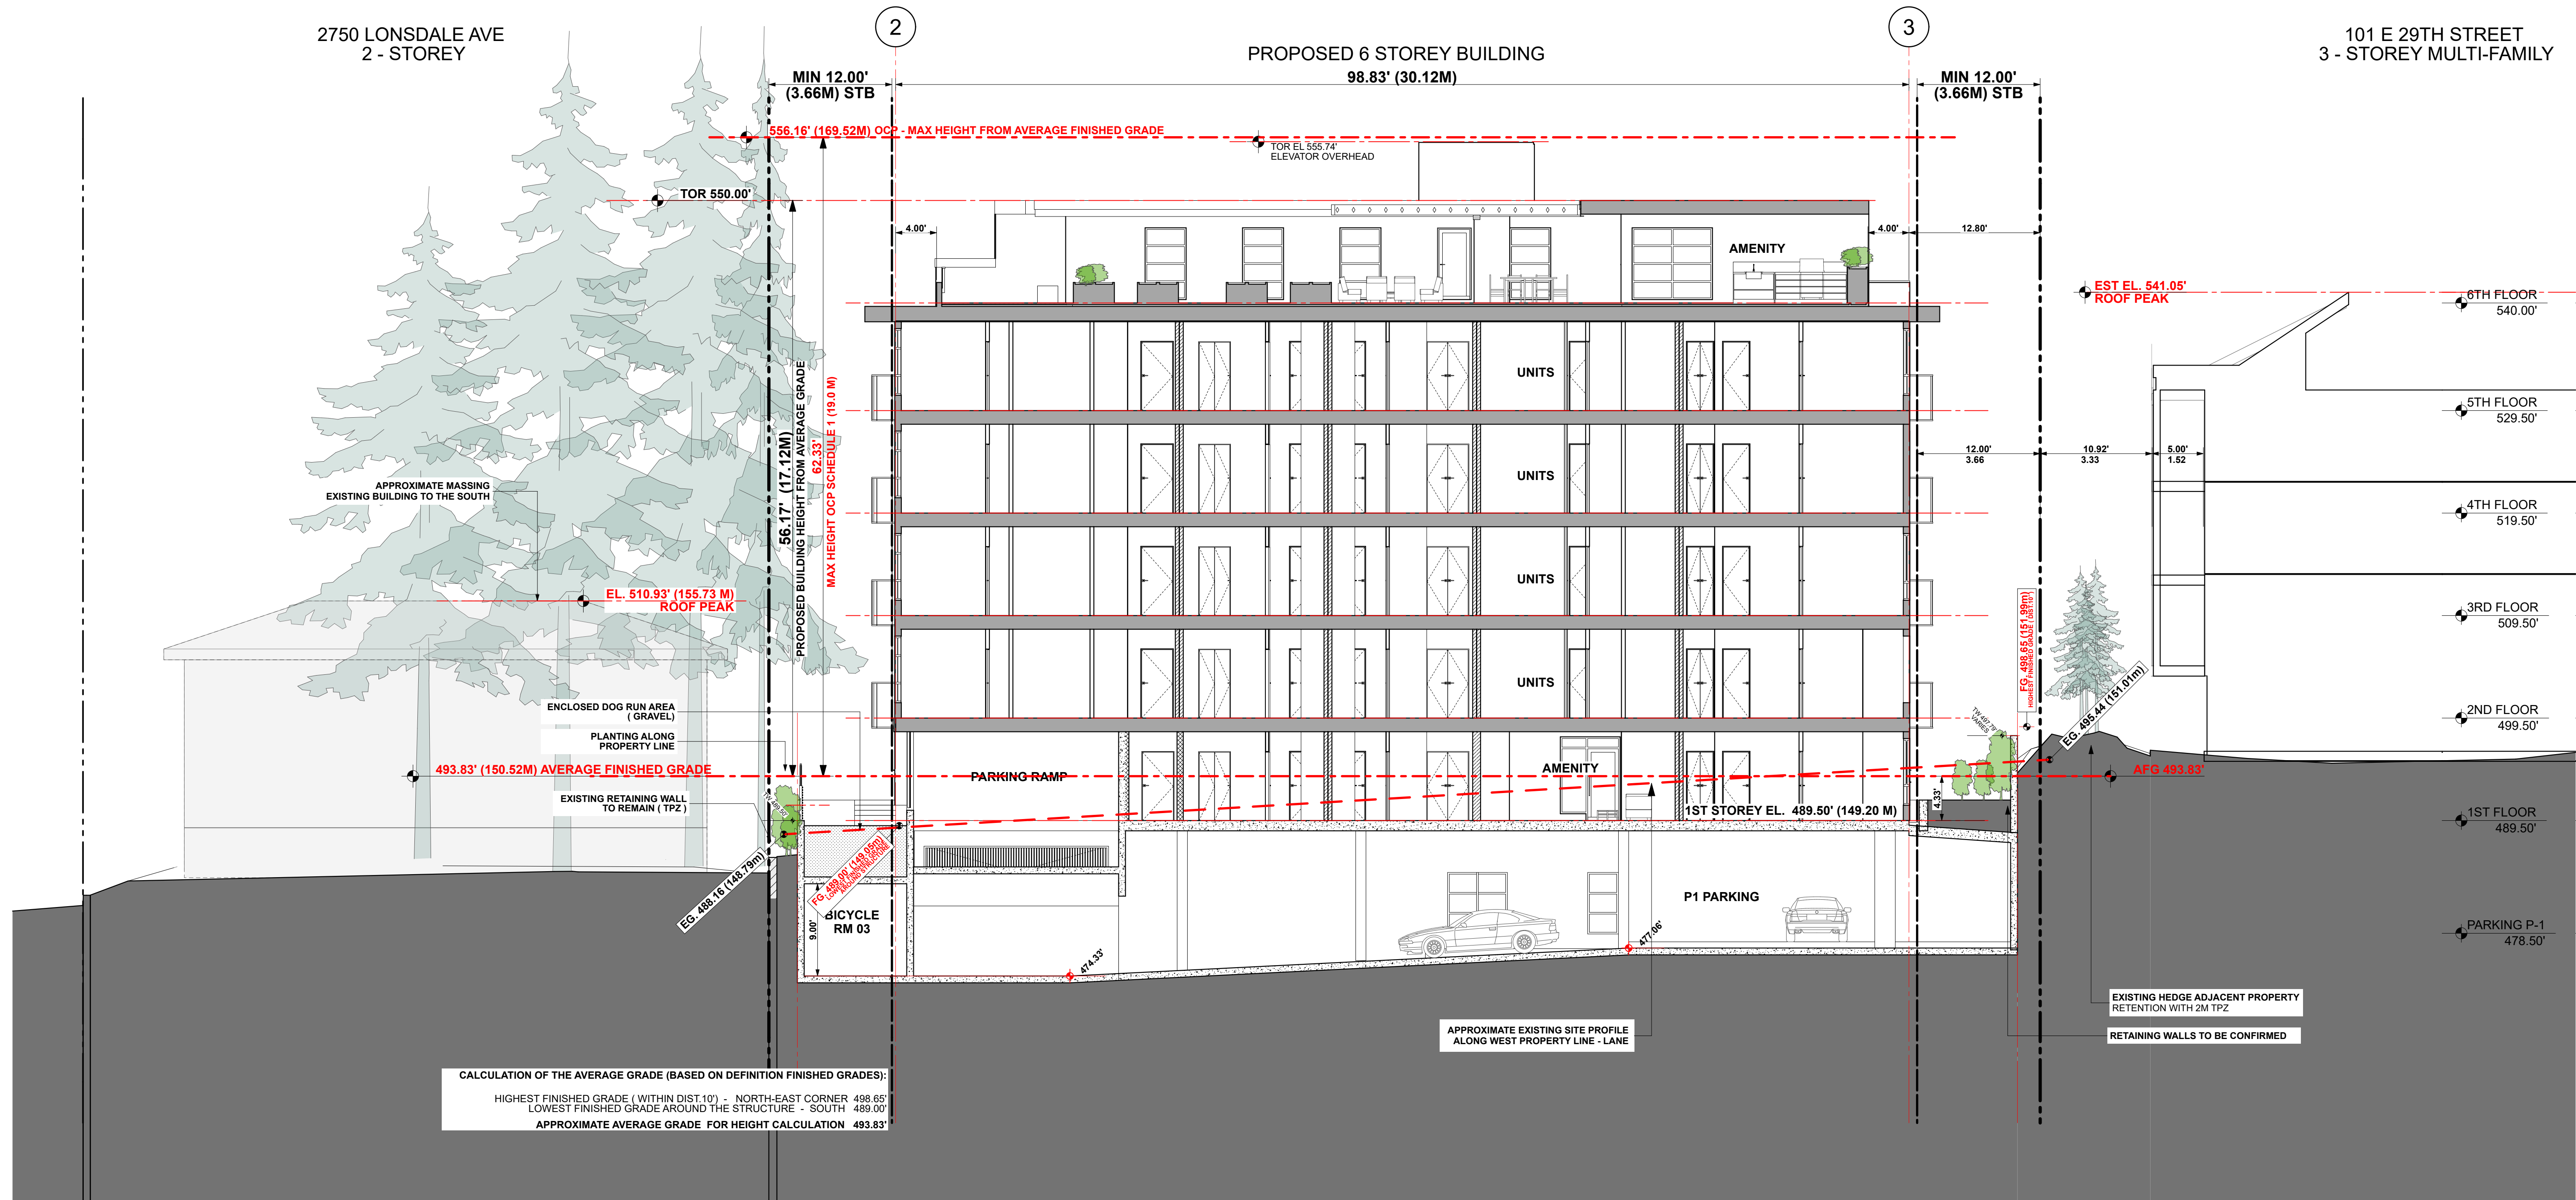 2750 LONSDALE AVE
2 - STOREY
2
PROPOSED 6 STOREY BUILDING
3
101 E 29TH STREET
3 - STOREY MULTI-FAMILY
MIN 12.00'
(3.66M) STB
98.83' (30.12M)
MIN 12.00'
(3.66M) STB
556.16' (169.52M) OCP - MAX HEIGHT FROM AVERAGE FINISHED GRADE
TOR EL 555.74'
ELEVATOR OVERHEAD
TOR 550.00'
4.00'
4.00'
12.80'
AMENITY
EST EL. 541.05'
ROOF PEAK
6TH FLOOR
540.00'
56.17' (17.12M)
PROPOSED BUILDING HEIGHT FROM AVERAGE GRADE
62.33'
MAX HEIGHT OCP SCHEDULE 1 (19.0 M)
UNITS
5TH FLOOR
529.50'
12.00'
3.66
10.92'
3.33
5.00'
1.52
APPROXIMATE MASSING
EXISTING BUILDING TO THE SOUTH
UNITS
4TH FLOOR
519.50'
UNITS
EL. 510.93' (155.73 M)
ROOF PEAK
3RD FLOOR
509.50'
FG. 498.65 (151.99m)
HIGHEST FINISHED GRADE ( DIST.10')
UNITS
EG. 495.44 (151.01m)
ENCLOSED DOG RUN AREA
( GRAVEL)
TW 497.79'
VARIES
2ND FLOOR
499.50'
PLANTING ALONG
PROPERTY LINE
493.83' (150.52M) AVERAGE FINISHED GRADE
PARKING RAMP
AMENITY
AFG 493.83'
EXISTING RETAINING WALL
TO REMAIN ( TPZ )
4.33'
1ST STOREY EL. 489.50' (149.20 M)
1ST FLOOR
489.50'
EG. 488.16 (148.79m)
FG. 489.00' (149.05m)
LOWEST FINISHED GRADE
AROUND STRUCTURE
BICYCLE
RM 03
9.00'
P1 PARKING
474.33'
477.06'
PARKING P-1
478.50'
EXISTING HEDGE ADJACENT PROPERTY
RETENTION WITH 2M TPZ
APPROXIMATE EXISTING SITE PROFILE
ALONG WEST PROPERTY LINE - LANE
RETAINING WALLS TO BE CONFIRMED
CALCULATION OF THE AVERAGE GRADE (BASED ON DEFINITION FINISHED GRADES):
HIGHEST FINISHED GRADE ( WITHIN DIST.10') - NORTH-EAST CORNER 498.65'
LOWEST FINISHED GRADE AROUND THE STRUCTURE - SOUTH 489.00'
APPROXIMATE AVERAGE GRADE FOR HEIGHT CALCULATION 493.83'